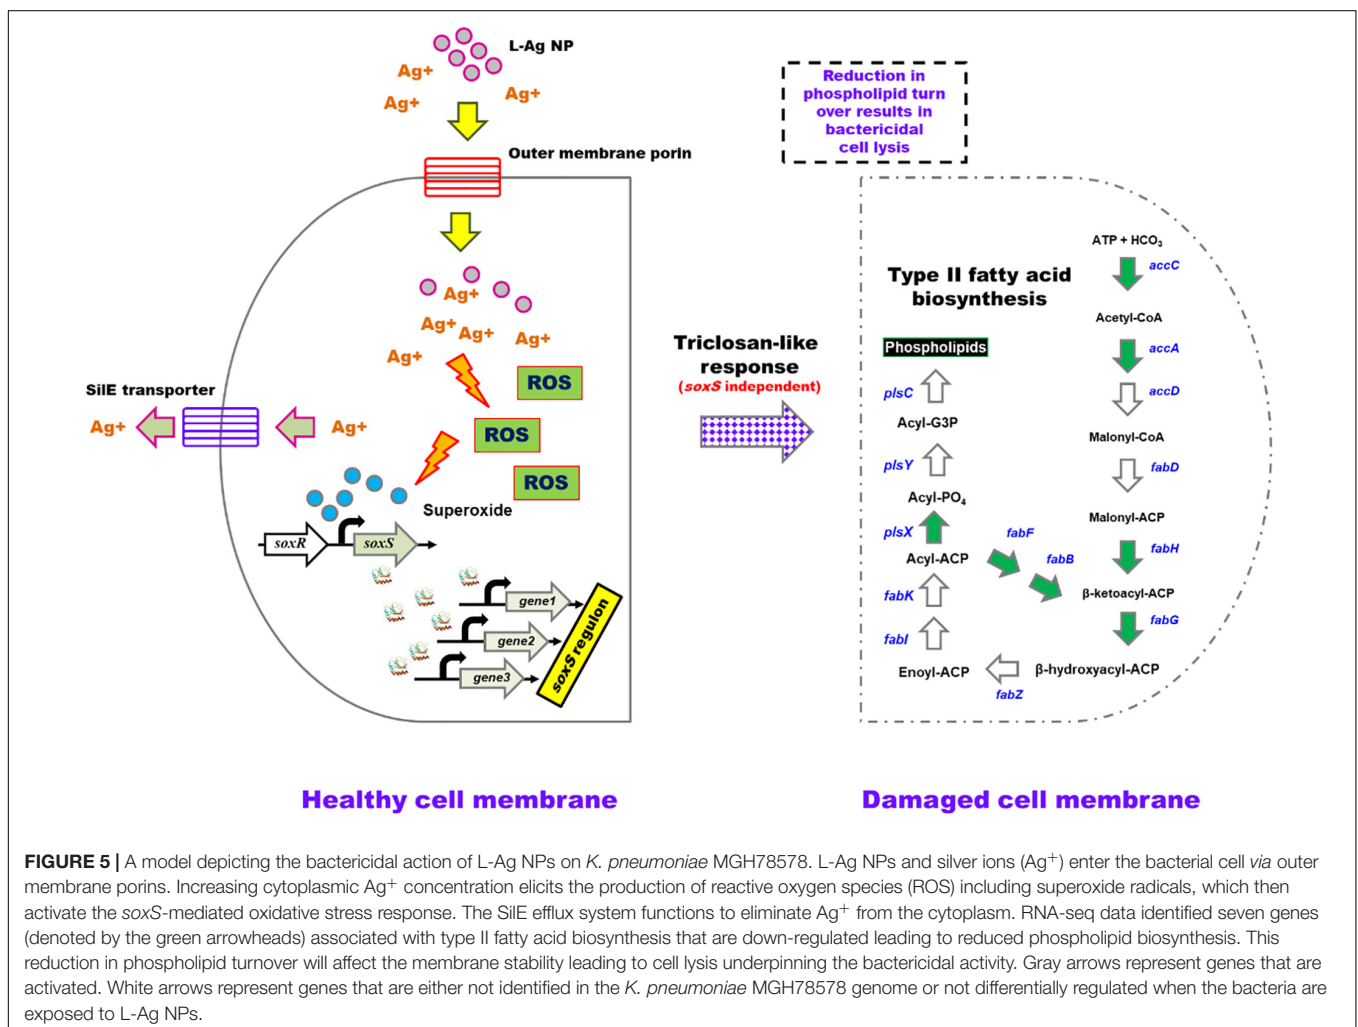 L-Ag NP
Ag+
Ag+
Ag+
Outer membrane porin
Ag+
Ag+
Ag+
Ag+
Ag+
ROS
ROS
ROS
SilE transporter
Ag+
Ag+
Superoxide
soxR
soxS
gene1
gene2
gene3
soxS regulon
Healthy cell membrane
Triclosan-like
response
(soxS independent)
Reduction in
phospholipid turn
over results in
bactericidal
cell lysis
Type II fatty acid
biosynthesis
ATP + HCO₃
accC
Acetyl-CoA
accA
accD
Malonyl-CoA
fabD
Malonyl-ACP
fabH
β-ketoacyl-ACP
fabG
β-hydroxyacyl-ACP
fabZ
Enoyl-ACP
fabI
fabK
Acyl-ACP
fabF
fabB
plsX
Acyl-PO₄
plsY
Acyl-G3P
plsC
Phospholipids
Damaged cell membrane
FIGURE 5 | A model depicting the bactericidal action of L-Ag NPs on K. pneumoniae MGH78578. L-Ag NPs and silver ions (Ag⁺) enter the bacterial cell via outer
membrane porins. Increasing cytoplasmic Ag⁺ concentration elicits the production of reactive oxygen species (ROS) including superoxide radicals, which then
activate the soxS-mediated oxidative stress response. The SilE efflux system functions to eliminate Ag⁺ from the cytoplasm. RNA-seq data identified seven genes
(denoted by the green arrowheads) associated with type II fatty acid biosynthesis that are down-regulated leading to reduced phospholipid biosynthesis. This
reduction in phospholipid turnover will affect the membrane stability leading to cell lysis underpinning the bactericidal activity. Gray arrows represent genes that are
activated. White arrows represent genes that are either not identified in the K. pneumoniae MGH78578 genome or not differentially regulated when the bacteria are
exposed to L-Ag NPs.